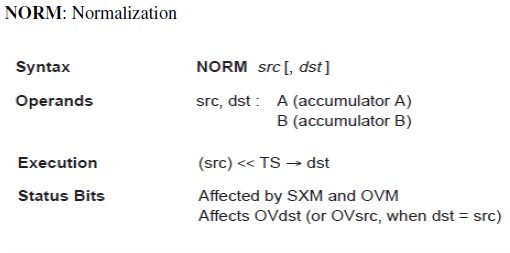 NORM: Normalization
Syntax NORM src [, dst ]
Operands src, dst : A (accumulator A)
B (accumulator B)
Execution (src) << TS → dst
Status Bits Affected by SXM and OVM
Affects OVdst (or OVsrc, when dst = src)